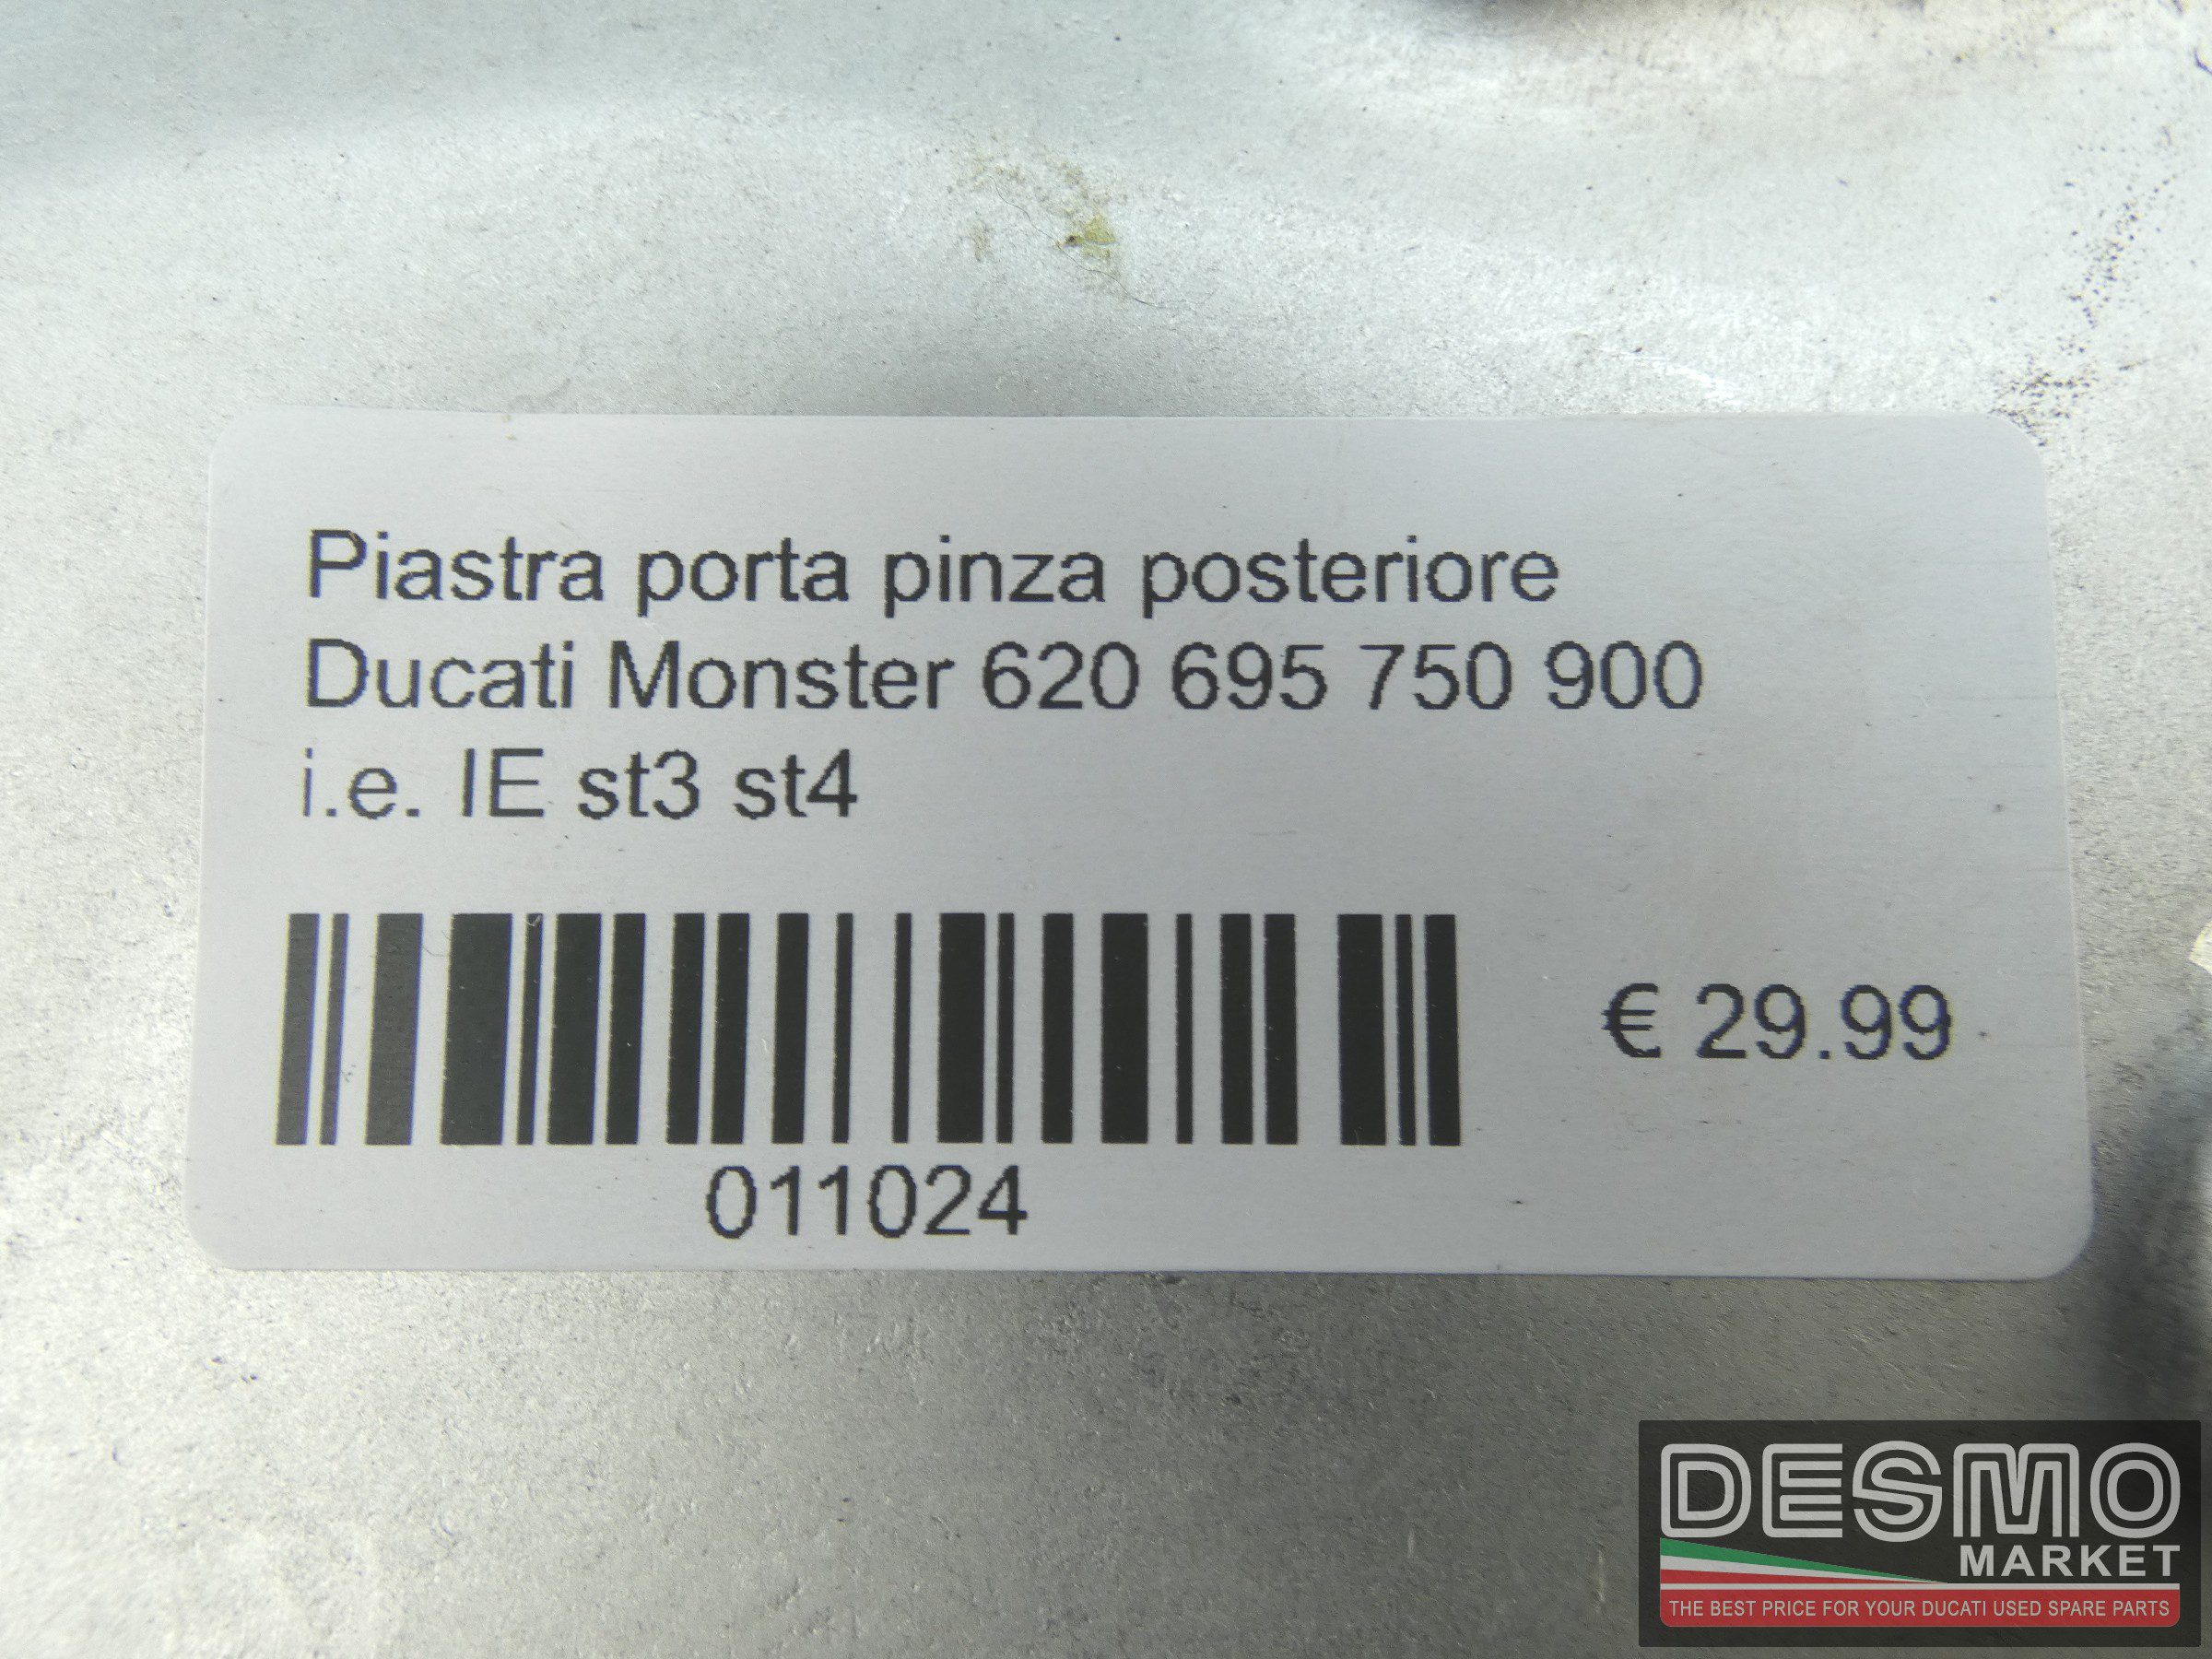 Piastra porta pinza posteriore
Ducati Monster 620 695 750 900
i.e. IE st3 st4
€ 29.99
011024
DESMO
MARKET
THE BEST PRICE FOR YOUR DUCATI USED SPARE PARTS